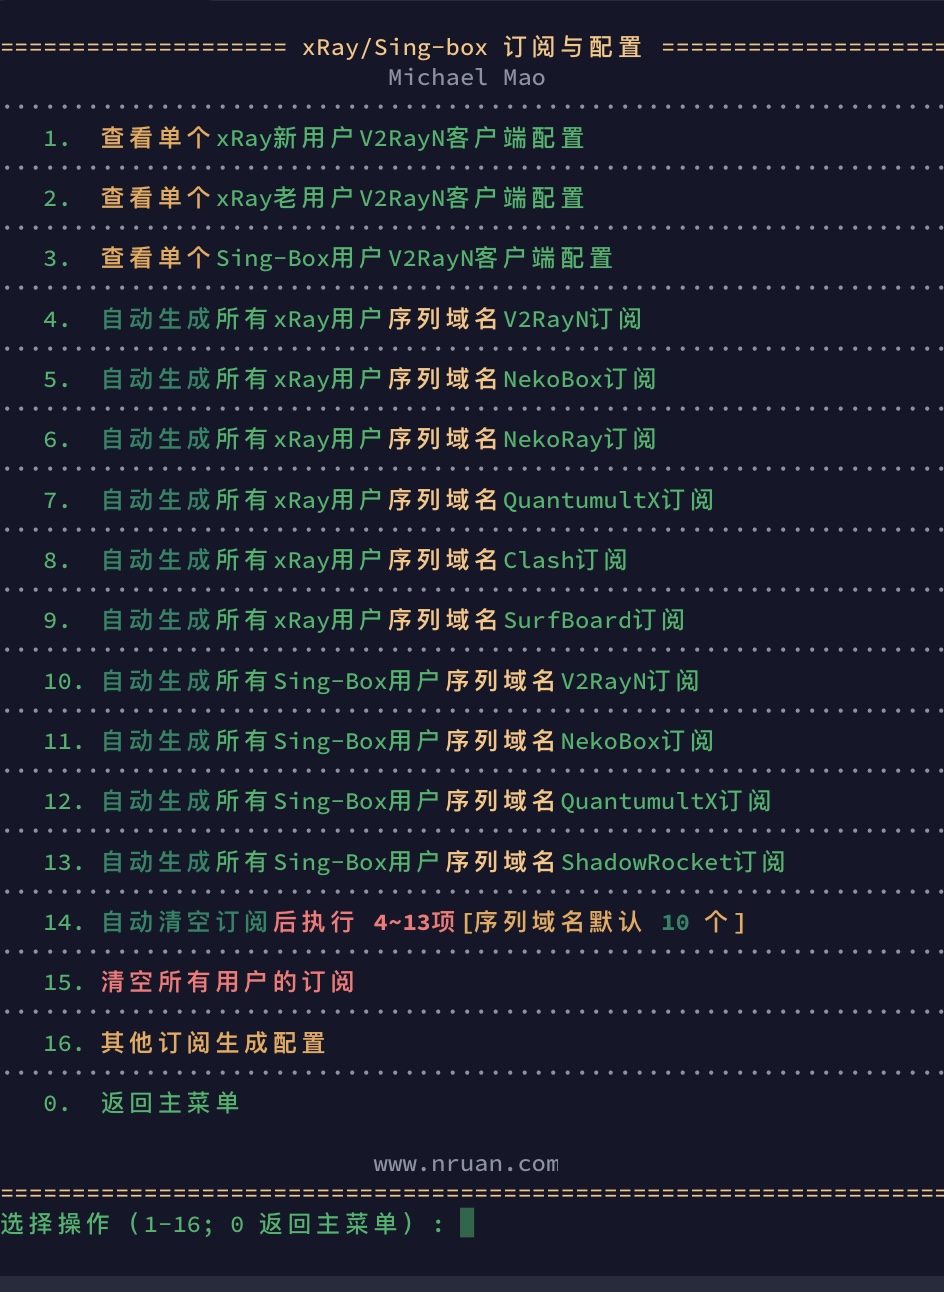 ==================== xRay/Sing-box 订阅与配置 ====================
Michael Mao
1. 查看单个xRay新用户V2RayN客户端配置
2. 查看单个xRay老用户V2RayN客户端配置
3. 查看单个Sing-Box用户V2RayN客户端配置
4. 自动生成所有xRay用户序列域名V2RayN订阅
5. 自动生成所有xRay用户序列域名NekoBox订阅
6. 自动生成所有xRay用户序列域名NekoRay订阅
7. 自动生成所有xRay用户序列域名QuantumultX订阅
8. 自动生成所有xRay用户序列域名Clash订阅
9. 自动生成所有xRay用户序列域名SurfBoard订阅
10. 自动生成所有Sing-Box用户序列域名V2RayN订阅
11. 自动生成所有Sing-Box用户序列域名NekoBox订阅
12. 自动生成所有Sing-Box用户序列域名QuantumultX订阅
13. 自动生成所有Sing-Box用户序列域名ShadowRocket订阅
14. 自动清空订阅后执行 4~13项[序列域名默认 10 个]
15. 清空所有用户的订阅
16. 其他订阅生成配置
0. 返回主菜单
www.nruan.com
选择操作 (1-16; 0 返回主菜单) :